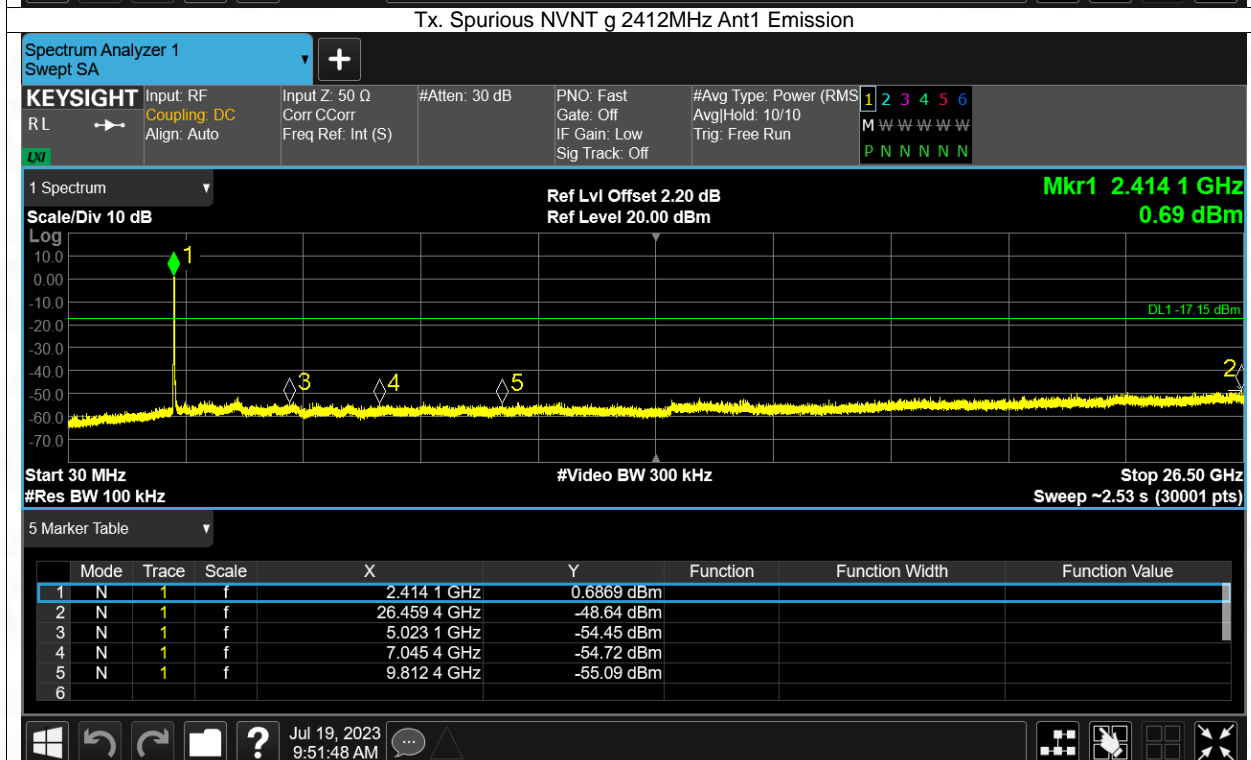 Tx. Spurious NVNT g 2412MHz Ant1 Emission
Spectrum Analyzer 1
Swept SA
KEYSIGHT
RL
LXI
Input: RF
Coupling: DC
Align: Auto
Input Z: 50 Ω
Corr CCorr
Freq Ref: Int (S)
#Atten: 30 dB
PNO: Fast
Gate: Off
IF Gain: Low
Sig Track: Off
#Avg Type: Power (RMS
Avg|Hold: 10/10
Trig: Free Run
1 2 3 4 5 6
M W W W W W
P N N N N N
1 Spectrum
Scale/Div 10 dB
Ref Lvl Offset 2.20 dB
Ref Level 20.00 dBm
Mkr1 2.414 1 GHz
0.69 dBm
Log
10.0
0.00
-10.0
-20.0
-30.0
-40.0
-50.0
-60.0
-70.0
1
DL1 -17.15 dBm
2
3
4
5
Start 30 MHz
#Video BW 300 kHz
Stop 26.50 GHz
#Res BW 100 kHz
Sweep ~2.53 s (30001 pts)
5 Marker Table
Mode Trace Scale X Y Function Function Width Function Value
1 N 1 f 2.414 1 GHz 0.6869 dBm
2 N 1 f 26.459 4 GHz -48.64 dBm
3 N 1 f 5.023 1 GHz -54.45 dBm
4 N 1 f 7.045 4 GHz -54.72 dBm
5 N 1 f 9.812 4 GHz -55.09 dBm
6
?
Jul 19, 2023
9:51:48 AM